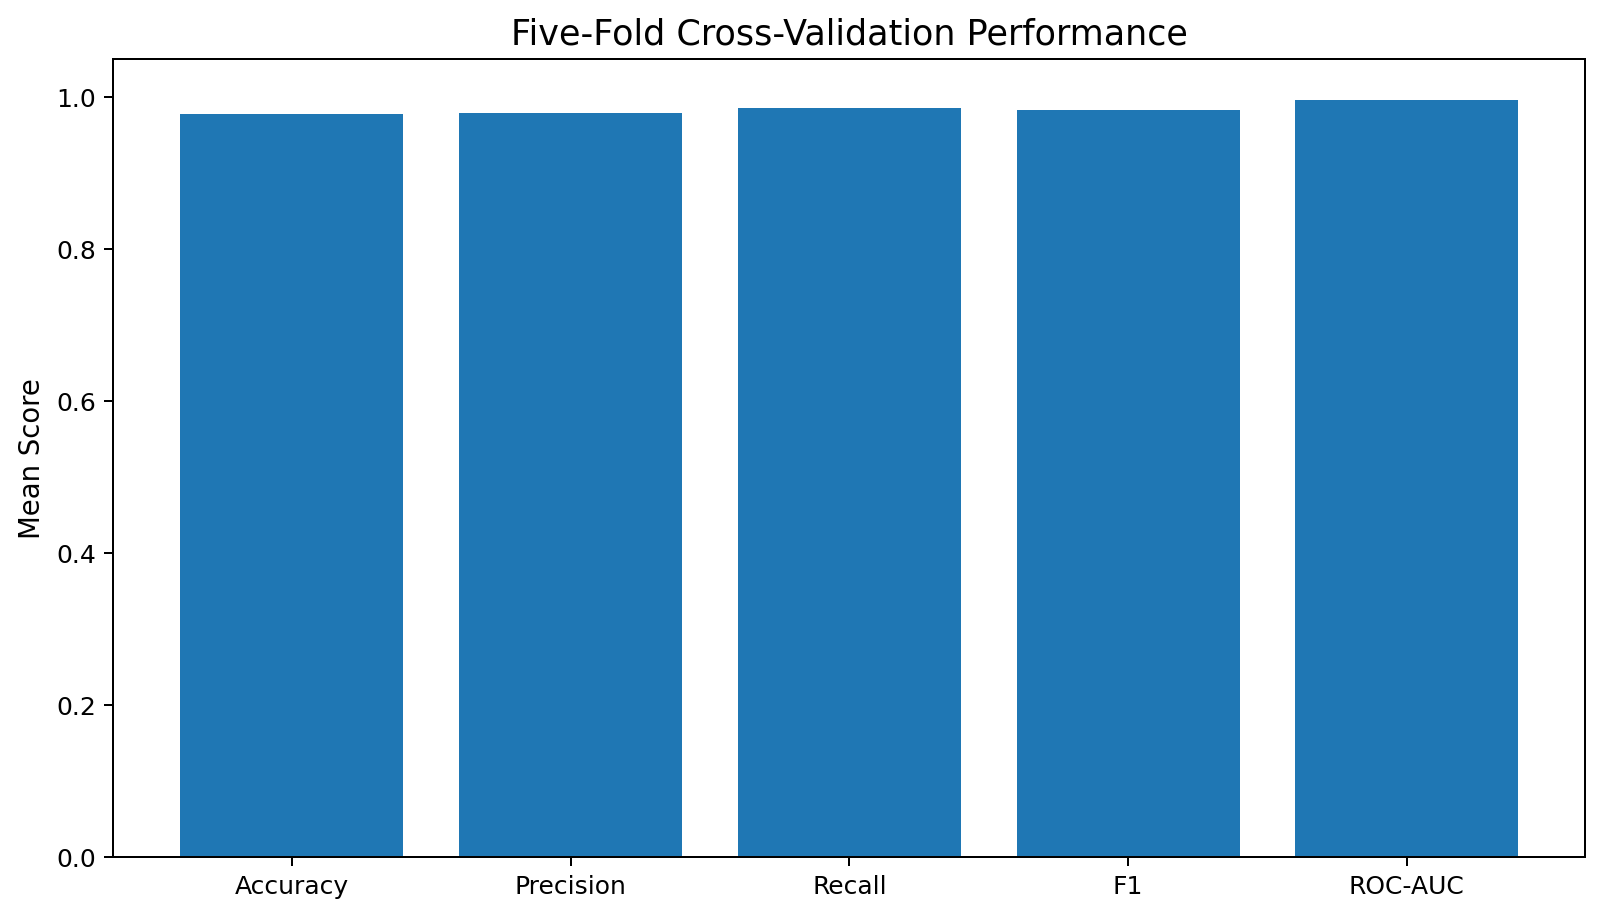 Five-Fold Cross-Validation Performance
Mean Score
1.0
0.8
0.6
0.4
0.2
0.0
Accuracy Precision Recall F1 ROC-AUC